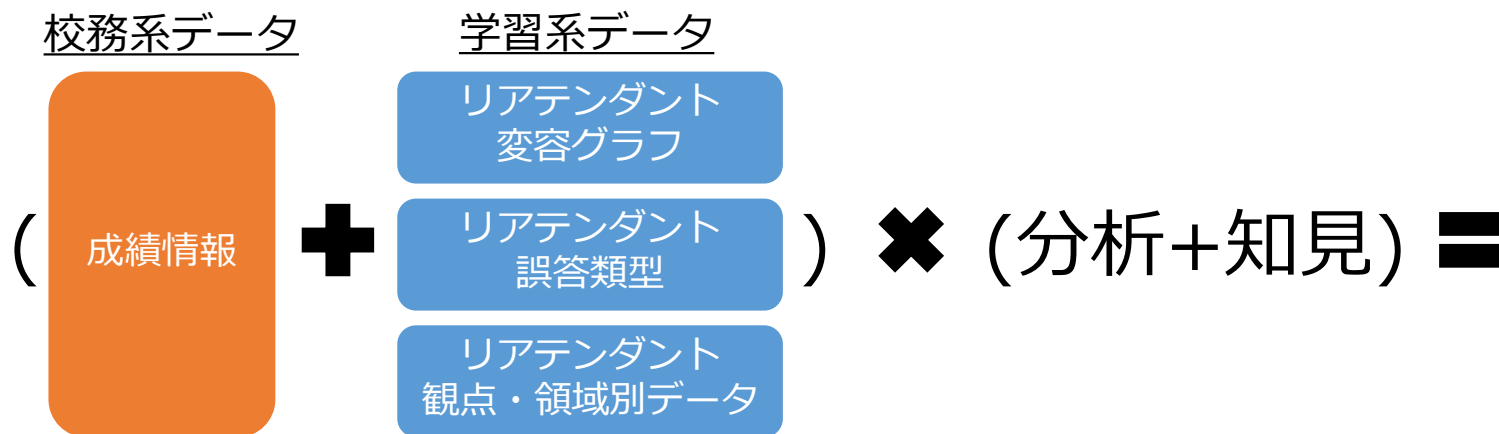 校務系データ
学習系データ
(
成績情報
+
リアテンダント
変容グラフ
リアテンダント
誤答類型
リアテンダント
観点・領域別データ
)
×
(分析+知見)
=